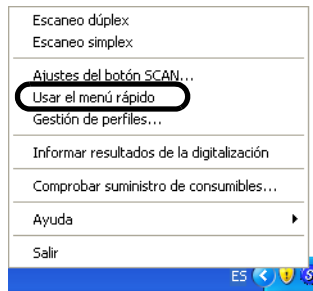 Escaneo dúplex
Escaneo simplex
Ajustes del botón SCAN...
Usar el menú rápido
Gestión de perfiles...
Informar resultados de la digitalización
Comprobar suministro de consumibles...
Ayuda
Salir
ES